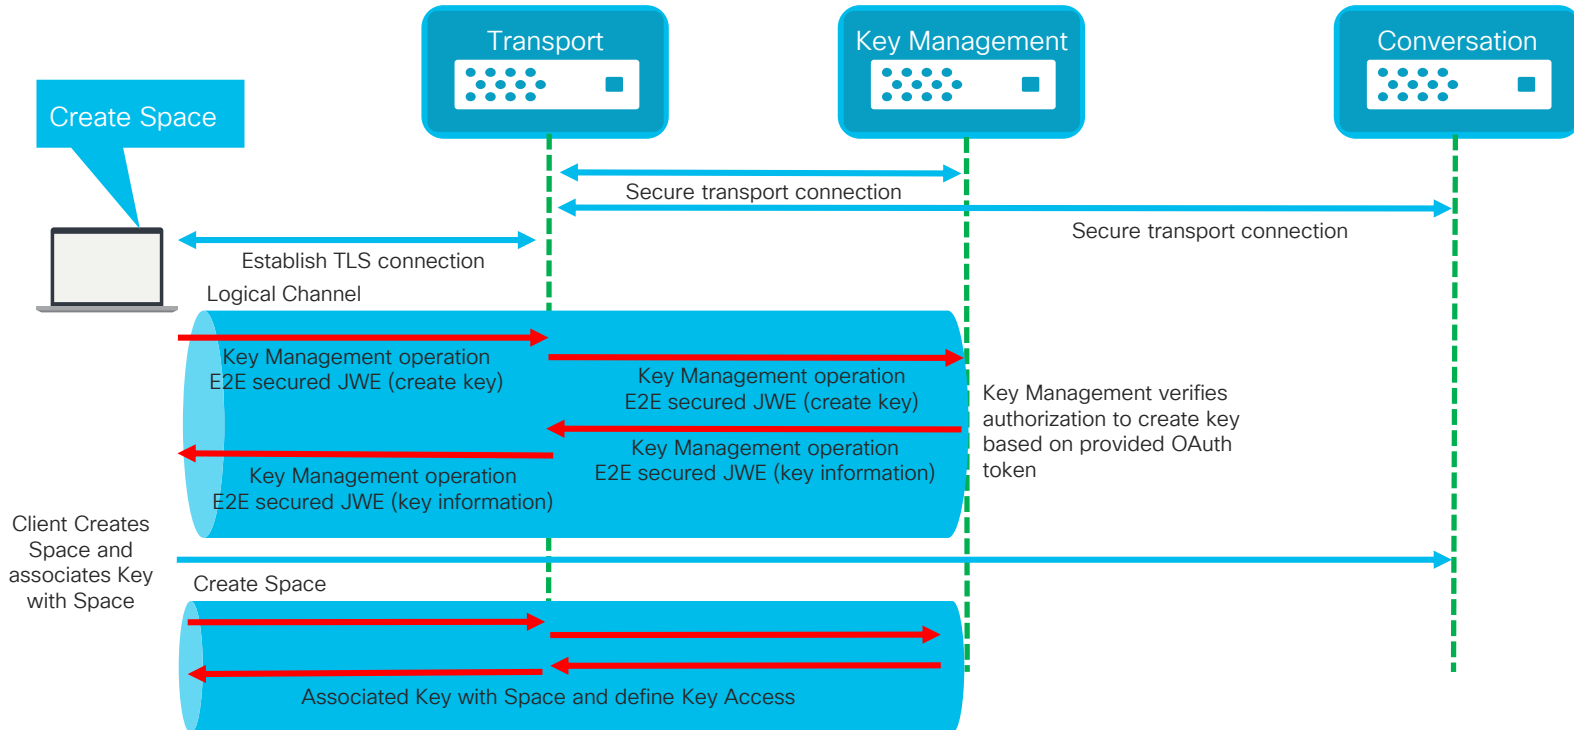 Transport
Key Management
Conversation
Create Space
Secure transport connection
Secure transport connection
Establish TLS connection
Logical Channel
Key Management operation
E2E secured JWE (create key)
Key Management operation
E2E secured JWE (create key)
Key Management verifies
authorization to create key
based on provided OAuth
token
Key Management operation
E2E secured JWE (key information)
Key Management operation
E2E secured JWE (key information)
Client Creates
Space and
associates Key
with Space
Create Space
Associated Key with Space and define Key Access